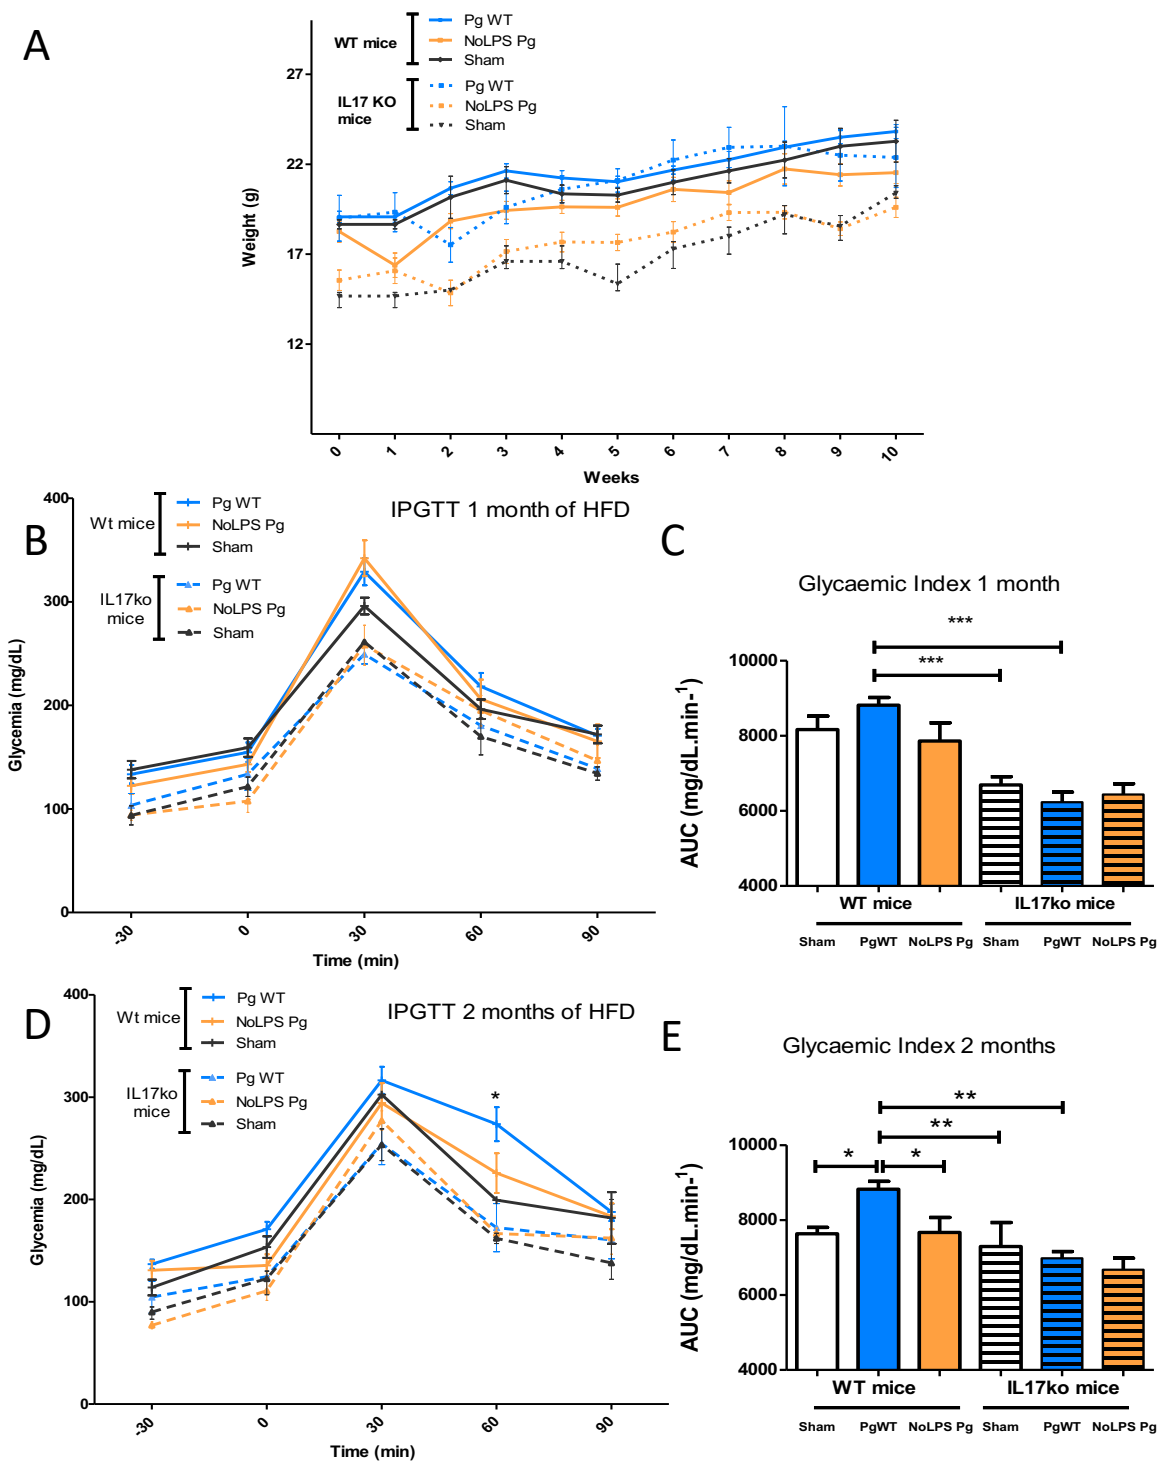 A
WT mice
Pg WT
NoLPS Pg
Sham
IL17 KO
mice
Pg WT
NoLPS Pg
Sham
Weight (g)
27
22
17
12
0 1 2 3 4 5 6 7 8 9 10
Weeks
B
IPGTT 1 month of HFD
Wt mice
Pg WT
NoLPS Pg
Sham
IL17ko
mice
Pg WT
NoLPS Pg
Sham
Glycemia (mg/dL)
400
300
200
100
0
-30 0 30 60 90
Time (min)
C
Glycaemic Index 1 month
***
***
AUC (mg/dL.min-¹)
10000
8000
6000
4000
WT mice IL17ko mice
Sham PgWT NoLPS Pg Sham PgWT NoLPS Pg
D
IPGTT 2 months of HFD
Wt mice
Pg WT
NoLPS Pg
Sham
IL17ko
mice
Pg WT
NoLPS Pg
Sham
*
Glycemia (mg/dL)
400
300
200
100
0
-30 0 30 60 90
Time (min)
E
Glycaemic Index 2 months
**
**
* *
AUC (mg/dL.min-¹)
10000
8000
6000
4000
WT mice IL17ko mice
Sham PgWT NoLPS Pg Sham PgWT NoLPS Pg